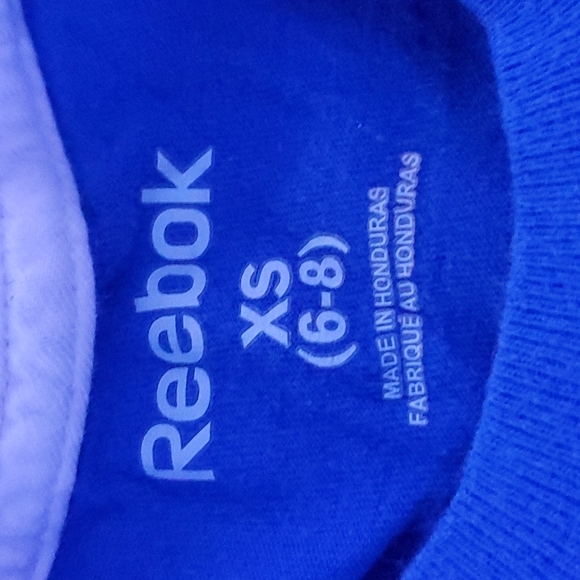 Reebok
XS
(6-8)
MADE IN HONDURAS
FABRIQUÉ AU HONDURAS